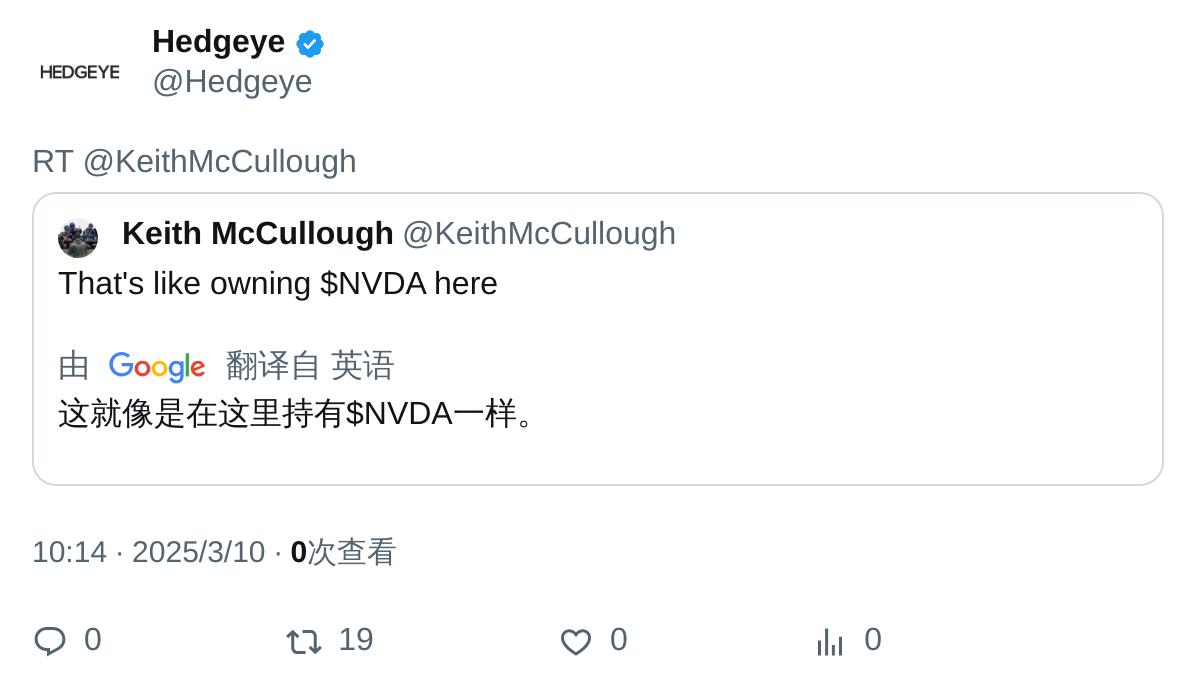 Hedgeye
HEDGEYE
@Hedgeye
RT @KeithMcCullough
Keith McCullough @KeithMcCullough
That's like owning $NVDA here
由 Google 翻译自 英语
这就像是在这里持有$NVDA一样。
10:14 · 2025/3/10 · 0次查看
0 19 0 0